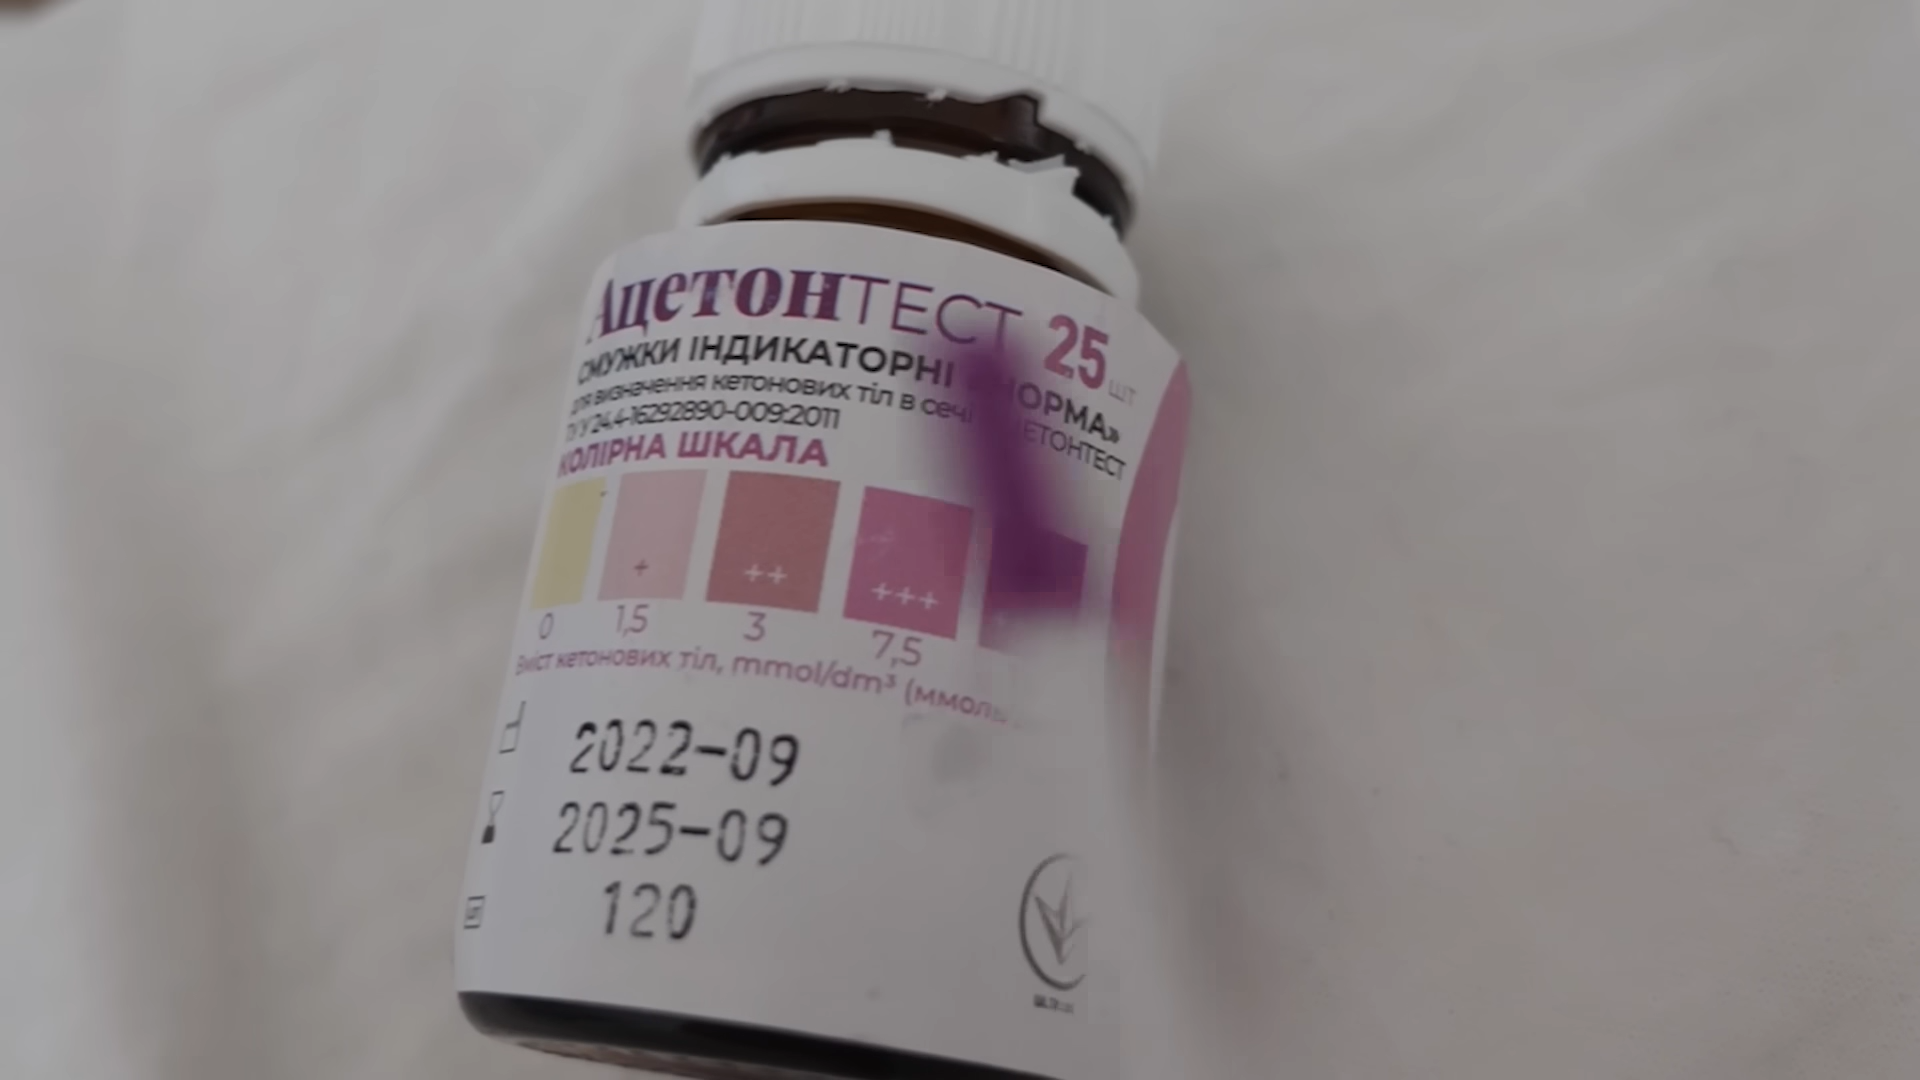 АцетонТЕСТ 25 шт
СМУЖКИ ІНДИКАТОРНІ
для визначення кетонових тіл в сечі
ТУ У 24.4-16292890-009:2011
КОЛІРНА ШКАЛА
+ ++ +++
0 1,5 3 7,5
Вміст кетонових тіл, mmol/dm³
2022-09
2025-09
120